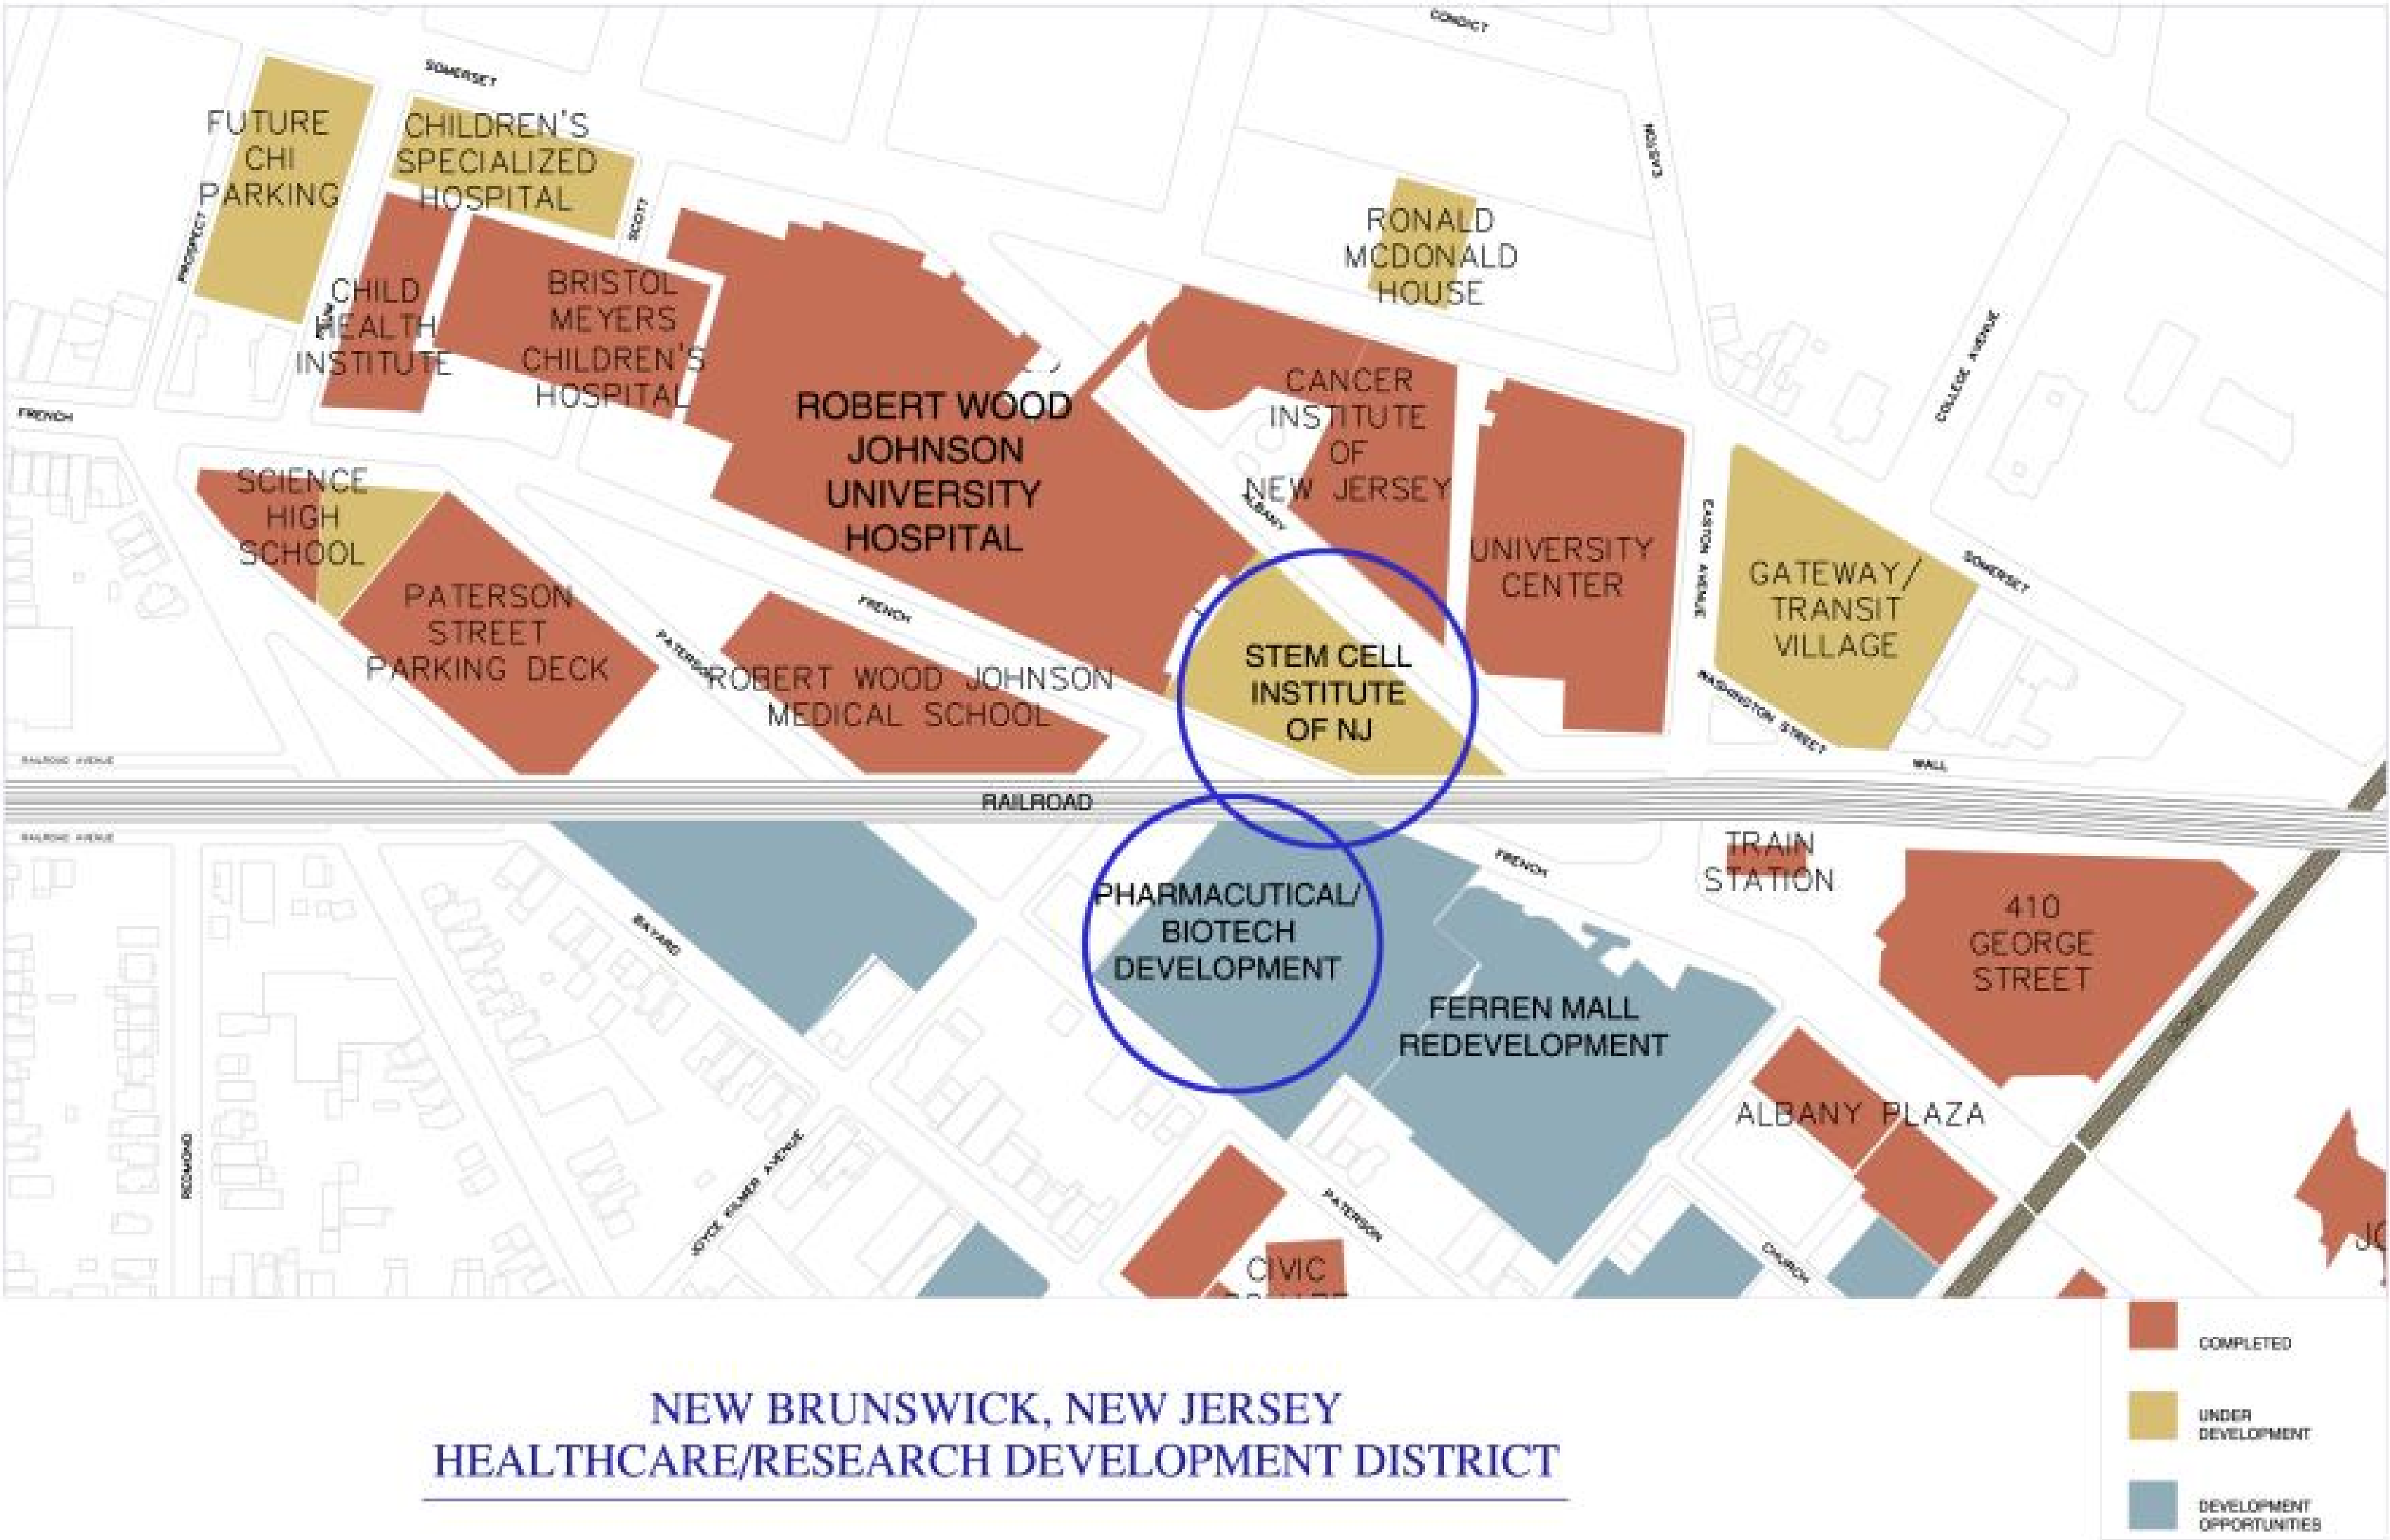 CONDICT
SOMERSET
FUTURE
CHI
PARKING
CHILDREN'S
SPECIALIZED
HOSPITAL
EASTON
PROSPECT
SCOTT
RONALD
MCDONALD
HOUSE
CHILD
HEALTH
INSTITUTE
BRISTOL
MEYERS
CHILDREN'S
HOSPITAL
COLLEGE AVENUE
FRENCH
ROBERT WOOD
JOHNSON
UNIVERSITY
HOSPITAL
CANCER
INSTITUTE
OF
NEW JERSEY
ALBANY
SCIENCE
HIGH
SCHOOL
UNIVERSITY
CENTER
EASTON AVENUE
GATEWAY/
TRANSIT
VILLAGE
SOMERSET
PATERSON
STREET
PARKING DECK
FRENCH
PATERSON
ROBERT WOOD JOHNSON
MEDICAL SCHOOL
STEM CELL
INSTITUTE
OF NJ
WASHINGTON STREET
WALL
RAILROAD AVENUE
RAILROAD
RAILROAD AVENUE
TRAIN
STATION
FRENCH
PHARMACUTICAL/
BIOTECH
DEVELOPMENT
410
GEORGE
STREET
BAYARD
FERREN MALL
REDEVELOPMENT
ALBANY PLAZA
REDMOND
JOYCE KILMER AVENUE
PATERSON
CHURCH
CIVIC
JO
COMPLETED
UNDER
DEVELOPMENT
DEVELOPMENT
OPPORTUNITIES
NEW BRUNSWICK, NEW JERSEY
HEALTHCARE/RESEARCH DEVELOPMENT DISTRICT